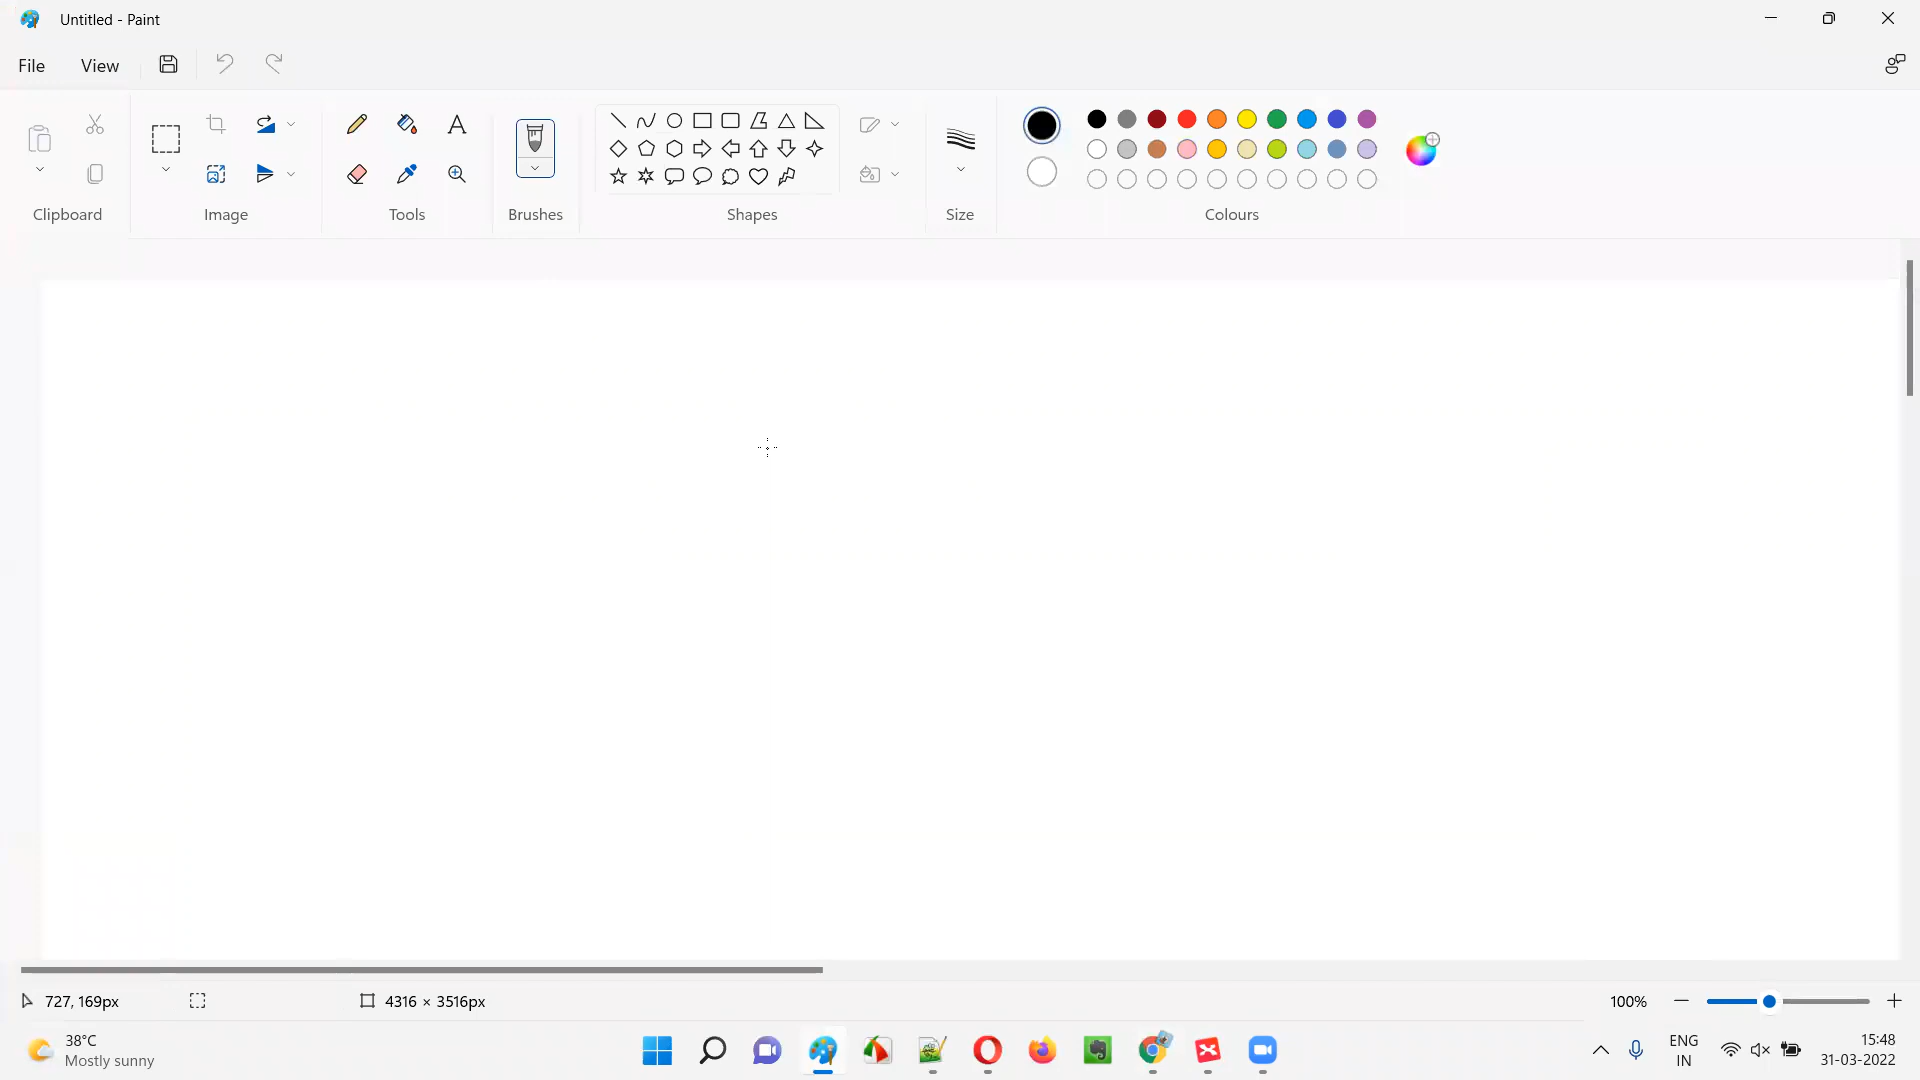 Untitled - Paint
File View
Clipboard Image Tools Brushes Shapes Size Colours
727, 169px 4316 × 3516px 100%
38°C
Mostly sunny
ENG
IN
15:48
31-03-2022